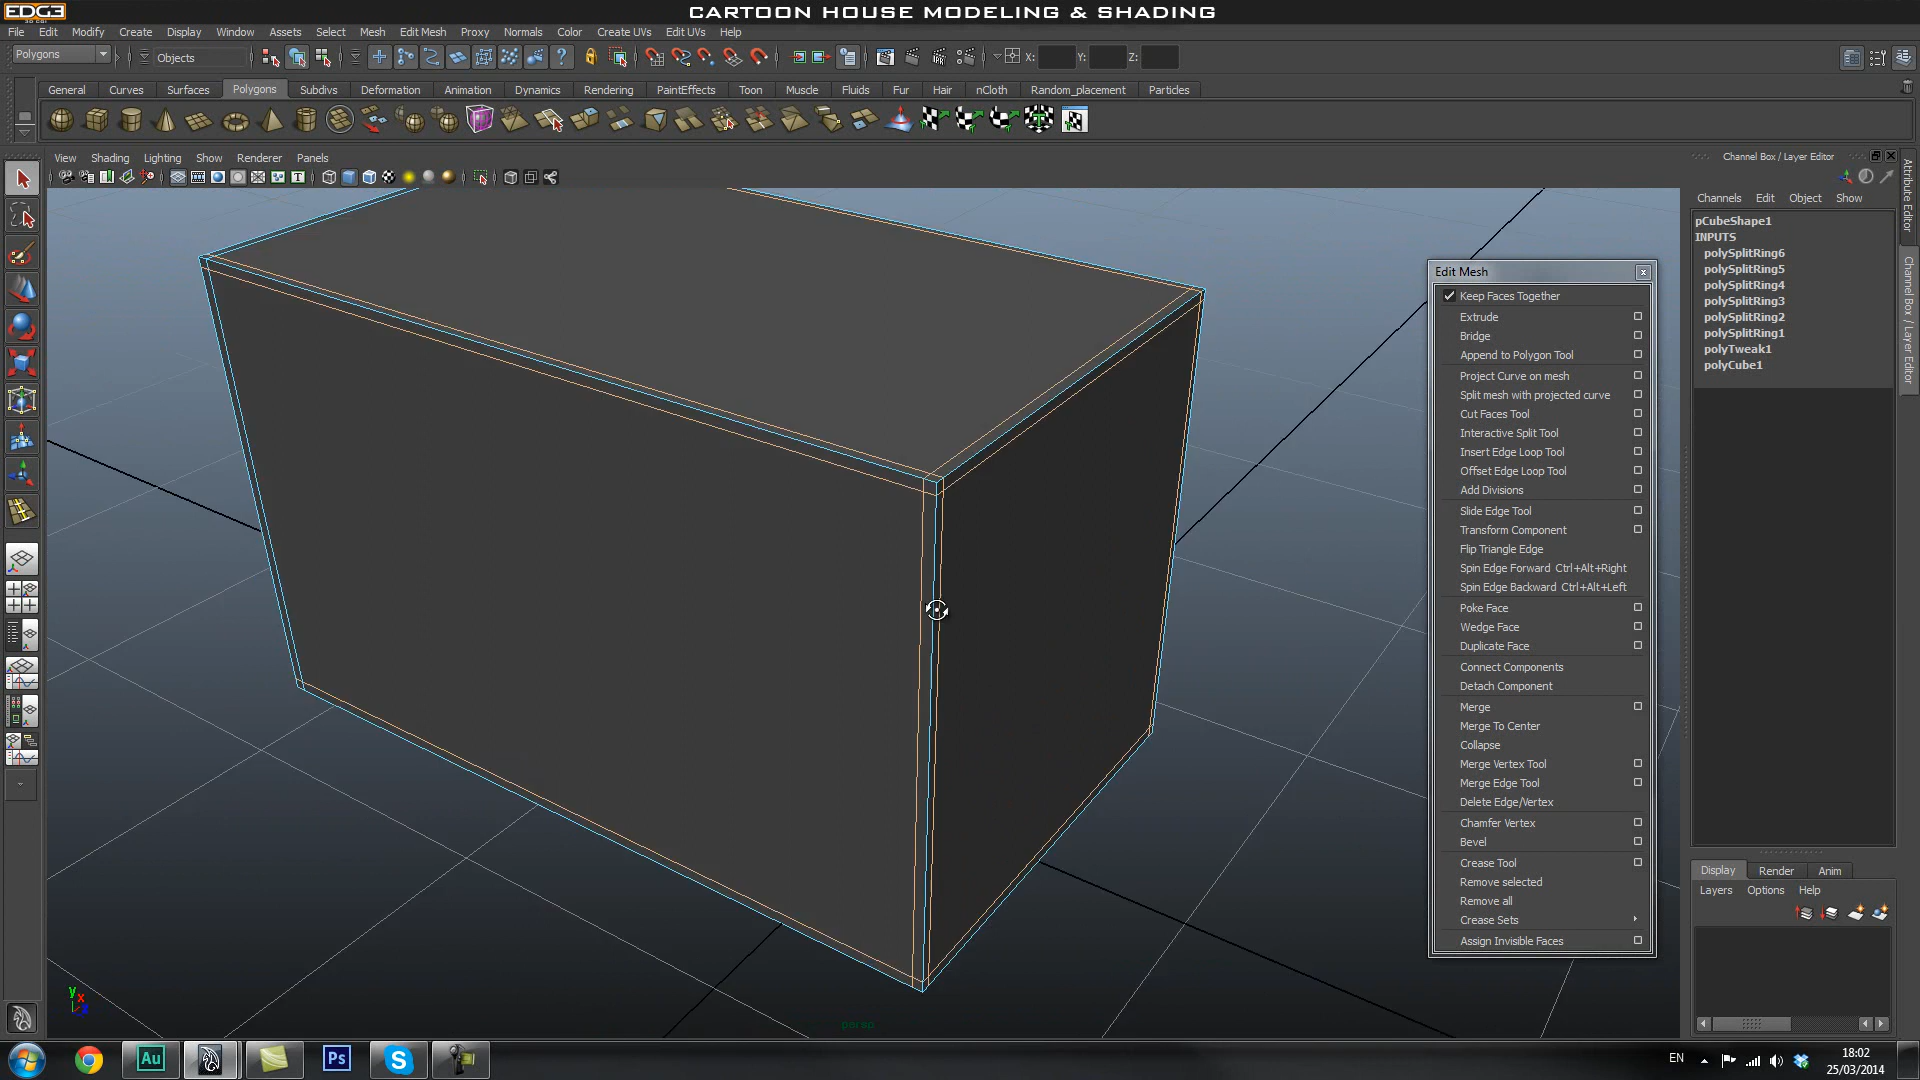 EDG3
CARTOON HOUSE MODELING & SHADING
File Edit Modify Create Display Window Assets Select Mesh Edit Mesh Proxy Normals Color Create UVs Edit UVs Help
Polygons Objects X: Y: Z:
General Curves Surfaces Polygons Subdivs Deformation Animation Dynamics Rendering PaintEffects Toon Muscle Fluids Fur Hair nCloth Random_placement Particles
View Shading Lighting Show Renderer Panels
Channel Box / Layer Editor
Channels Edit Object Show
pCubeShape1
INPUTS
polySplitRing6
polySplitRing5
polySplitRing4
polySplitRing3
polySplitRing2
polySplitRing1
polyTweak1
polyCube1
Attribute Editor
Channel Box / Layer Editor
Edit Mesh
Keep Faces Together
Extrude
Bridge
Append to Polygon Tool
Project Curve on mesh
Split mesh with projected curve
Cut Faces Tool
Interactive Split Tool
Insert Edge Loop Tool
Offset Edge Loop Tool
Add Divisions
Slide Edge Tool
Transform Component
Flip Triangle Edge
Spin Edge Forward Ctrl+Alt+Right
Spin Edge Backward Ctrl+Alt+Left
Poke Face
Wedge Face
Duplicate Face
Connect Components
Detach Component
Merge
Merge To Center
Collapse
Merge Vertex Tool
Merge Edge Tool
Delete Edge/Vertex
Chamfer Vertex
Bevel
Crease Tool
Remove selected
Remove all
Crease Sets
Assign Invisible Faces
Display Render Anim
Layers Options Help
y x
persp
Au Ps S
EN 18:02
25/03/2014